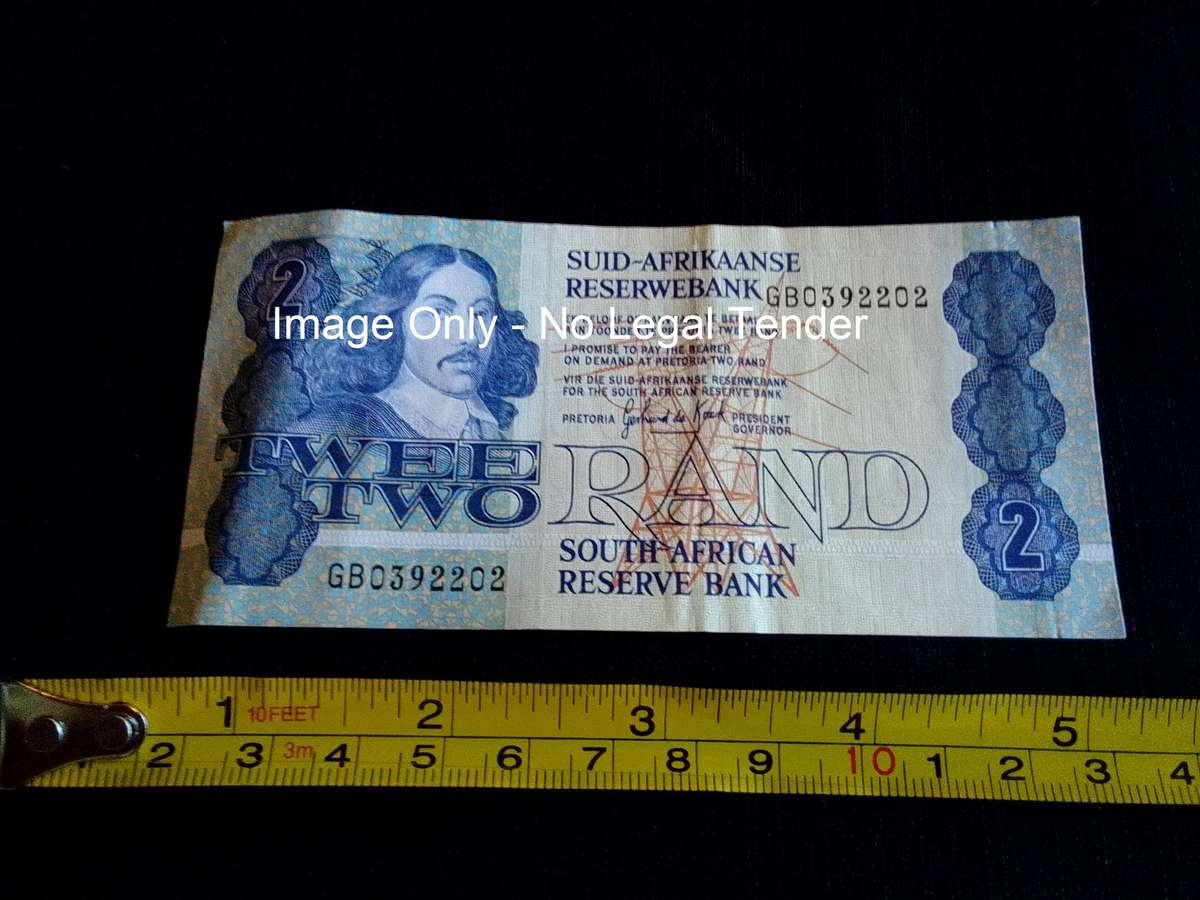 2
SUID-AFRIKAANSE
RESERWEBANK
GB0392202
Image Only - No Legal Tender
I PROMISE TO PAY THE BEARER
ON DEMAND AT PRETORIA TWO RAND
VIR DIE SUID-AFRIKAANSE RESERWEBANK
FOR THE SOUTH AFRICAN RESERVE BANK
PRETORIA Gerhard de Kock PRESIDENT
GOVERNOR
TWEE
TWO
RAND
2
SOUTH AFRICAN
RESERVE BANK
GB0392202
1 10FEET 2 3 4 5
2 3 3m 4 5 6 7 8 9 10 1 2 3 4